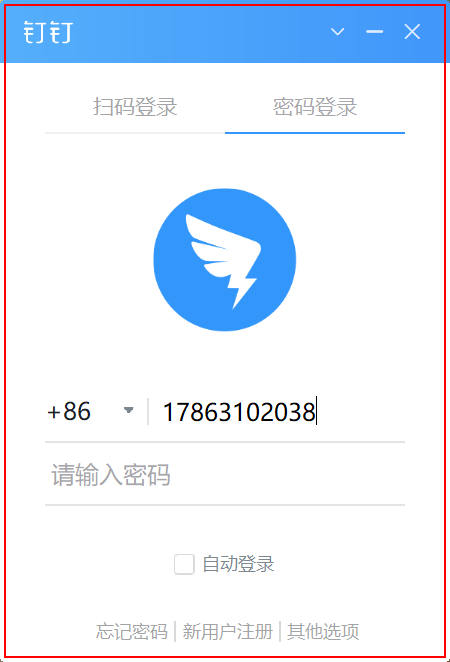 钉钉
扫码登录 密码登录
+86 17863102038
请输入密码
自动登录
忘记密码 | 新用户注册 | 其他选项